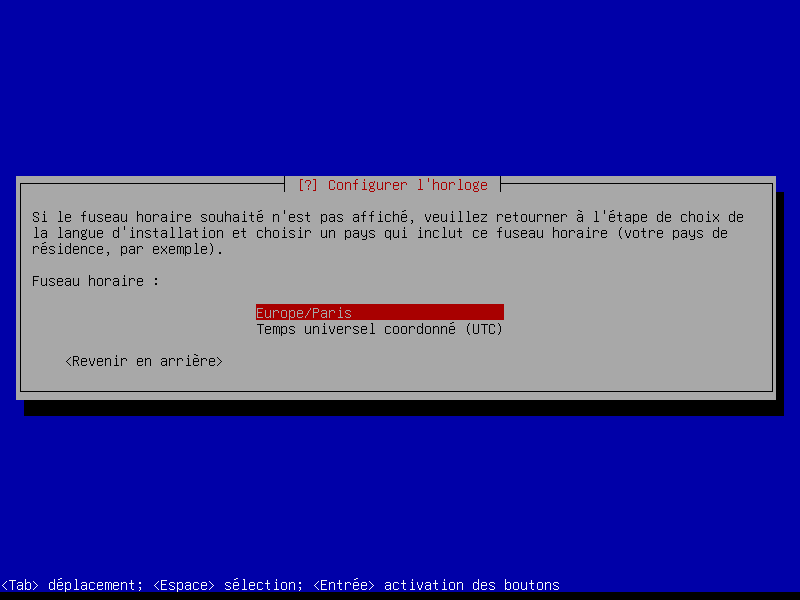 [?] Configurer l'horloge
Si le fuseau horaire souhaité n'est pas affiché, veuillez retourner à l'étape de choix de
la langue d'installation et choisir un pays qui inclut ce fuseau horaire (votre pays de
résidence, par exemple).
Fuseau horaire :
Europe/Paris
Temps universel coordonné (UTC)
<Revenir en arrière>
<Tab> déplacement; <Espace> sélection; <Entrée> activation des boutons